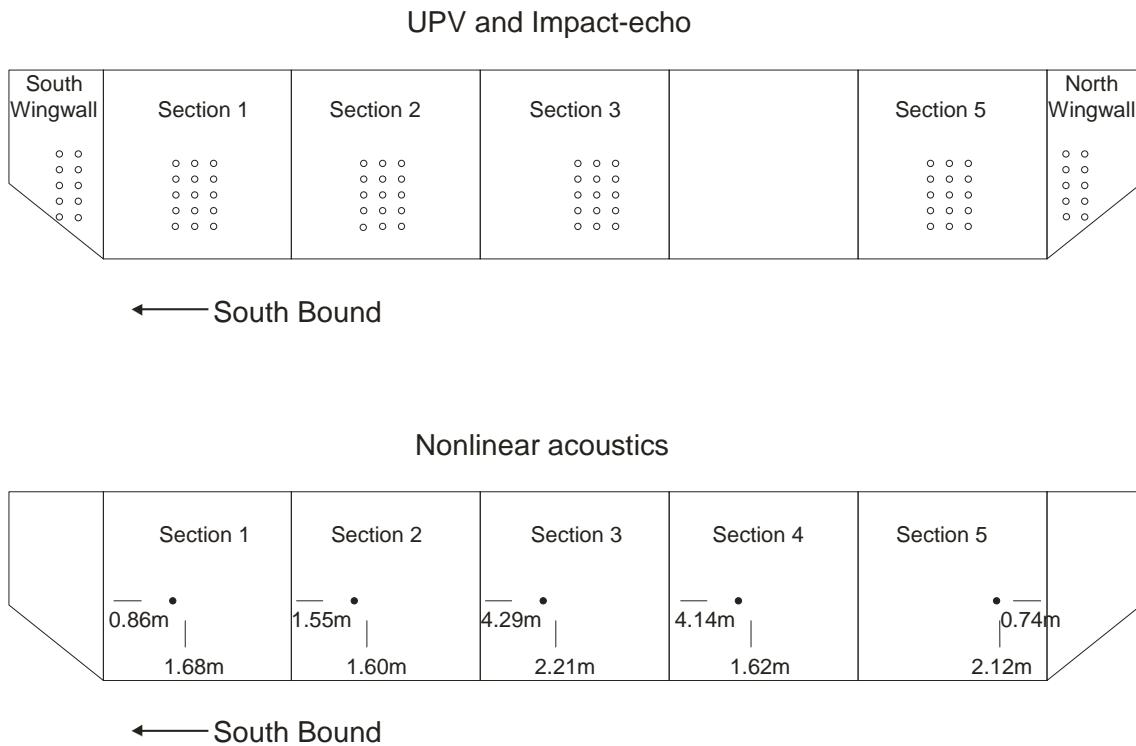 UPV and Impact-echo
South
Wingwall
Section 1
Section 2
Section 3
Section 5
North
Wingwall
South Bound
Nonlinear acoustics
Section 1
Section 2
Section 3
Section 4
Section 5
0.86m
1.55m
4.29m
4.14m
0.74m
1.68m
1.60m
2.21m
1.62m
2.12m
South Bound